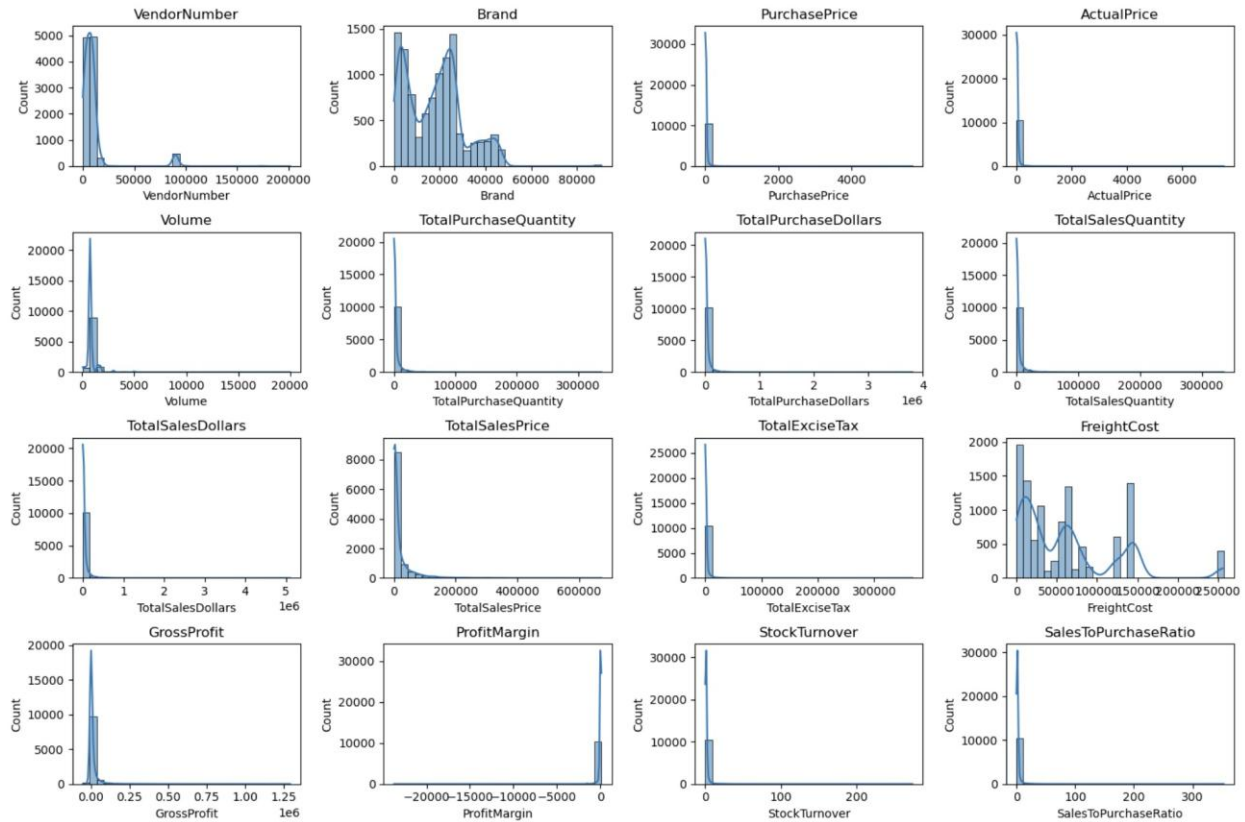 VendorNumber Brand PurchasePrice ActualPrice
5000
4000
3000
2000
1000
0
Count
0 50000 100000 150000 200000
VendorNumber
1500
1000
500
0
Count
0 20000 40000 60000 80000
Brand
30000
20000
10000
0
Count
0 2000 4000
PurchasePrice
30000
20000
10000
0
Count
0 2000 4000 6000
ActualPrice
Volume TotalPurchaseQuantity TotalPurchaseDollars TotalSalesQuantity
20000
15000
10000
5000
0
Count
0 5000 10000 15000 20000
Volume
20000
15000
10000
5000
0
Count
0 100000 200000 300000
TotalPurchaseQuantity
20000
15000
10000
5000
0
Count
0 1 2 3 4
1e6
TotalPurchaseDollars
20000
15000
10000
5000
0
Count
0 100000 200000 300000
TotalSalesQuantity
TotalSalesDollars TotalSalesPrice TotalExciseTax FreightCost
20000
15000
10000
5000
0
Count
0 1 2 3 4 5
1e6
TotalSalesDollars
8000
6000
4000
2000
0
Count
0 200000 400000 600000
TotalSalesPrice
25000
20000
15000
10000
5000
0
Count
0 100000 200000 300000
TotalExciseTax
2000
1500
1000
500
0
Count
0 50000 100000 150000 200000 250000
FreightCost
GrossProfit ProfitMargin StockTurnover SalesToPurchaseRatio
20000
15000
10000
5000
0
Count
0.00 0.25 0.50 0.75 1.00 1.25
1e6
GrossProfit
30000
20000
10000
0
Count
−20000 −15000 −10000 −5000 0
ProfitMargin
30000
20000
10000
0
Count
0 100 200
StockTurnover
30000
20000
10000
0
Count
0 100 200 300
SalesToPurchaseRatio